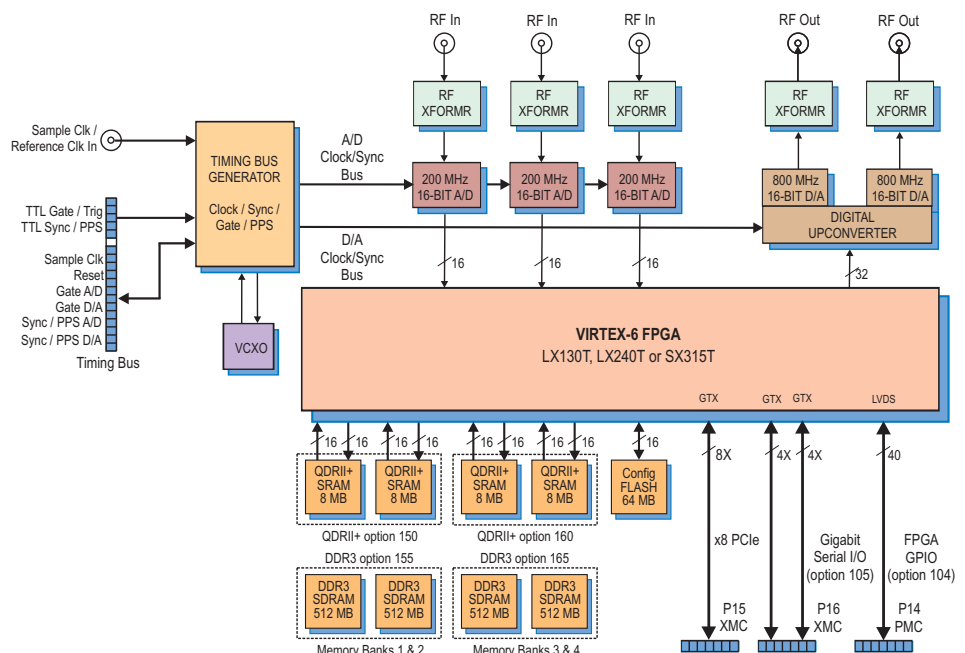 RF In
RF In
RF In
RF Out
RF Out
RF
XFORMR
RF
XFORMR
RF
XFORMR
RF
XFORMR
RF
XFORMR
Sample Clk /
Reference Clk In
TIMING BUS
GENERATOR
Clock / Sync /
Gate / PPS
A/D
Clock/Sync
Bus
200 MHz
16-BIT A/D
200 MHz
16-BIT A/D
200 MHz
16-BIT A/D
800 MHz
16-BIT D/A
800 MHz
16-BIT D/A
DIGITAL
UPCONVERTER
TTL Gate / Trig
TTL Sync / PPS
Sample Clk
Reset
Gate A/D
Gate D/A
Sync / PPS A/D
Sync / PPS D/A
Timing Bus
D/A
Clock/Sync
Bus
16
16
16
32
VCXO
VIRTEX-6 FPGA
LX130T, LX240T or SX315T
GTX
GTX
GTX
LVDS
16
16
16
16
16
16
16
16
16
8X
4X
4X
40
QDRII+
SRAM
8 MB
QDRII+
SRAM
8 MB
QDRII+
SRAM
8 MB
QDRII+
SRAM
8 MB
Config
FLASH
64 MB
QDRII+ option 150
QDRII+ option 160
DDR3 option 155
DDR3 option 165
DDR3
SDRAM
512 MB
DDR3
SDRAM
512 MB
DDR3
SDRAM
512 MB
DDR3
SDRAM
512 MB
Memory Banks 1 & 2
Memory Banks 3 & 4
x8 PCIe
Gigabit
Serial I/O
(option 105)
FPGA
GPIO
(option 104)
P15
XMC
P16
XMC
P14
PMC